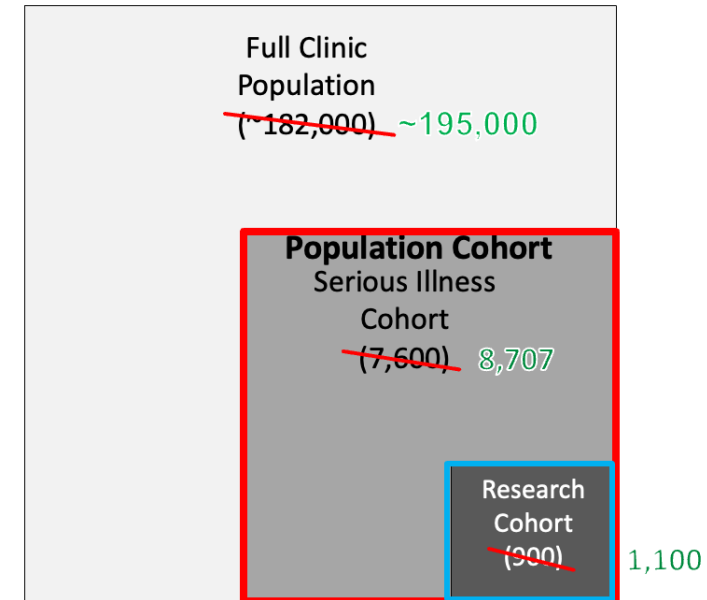 Full Clinic
Population
(~182,000) ~195,000
Population Cohort
Serious Illness
Cohort
(7,600) 8,707
Research
Cohort
(900) 1,100